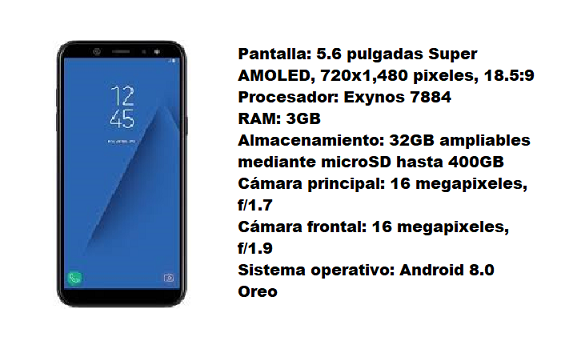 12
45
Pantalla: 5.6 pulgadas Super
AMOLED, 720x1,480 pixeles, 18.5:9
Procesador: Exynos 7884
RAM: 3GB
Almacenamiento: 32GB ampliables
mediante microSD hasta 400GB
Cámara principal: 16 megapixeles,
f/1.7
Cámara frontal: 16 megapixeles,
f/1.9
Sistema operativo: Android 8.0
Oreo